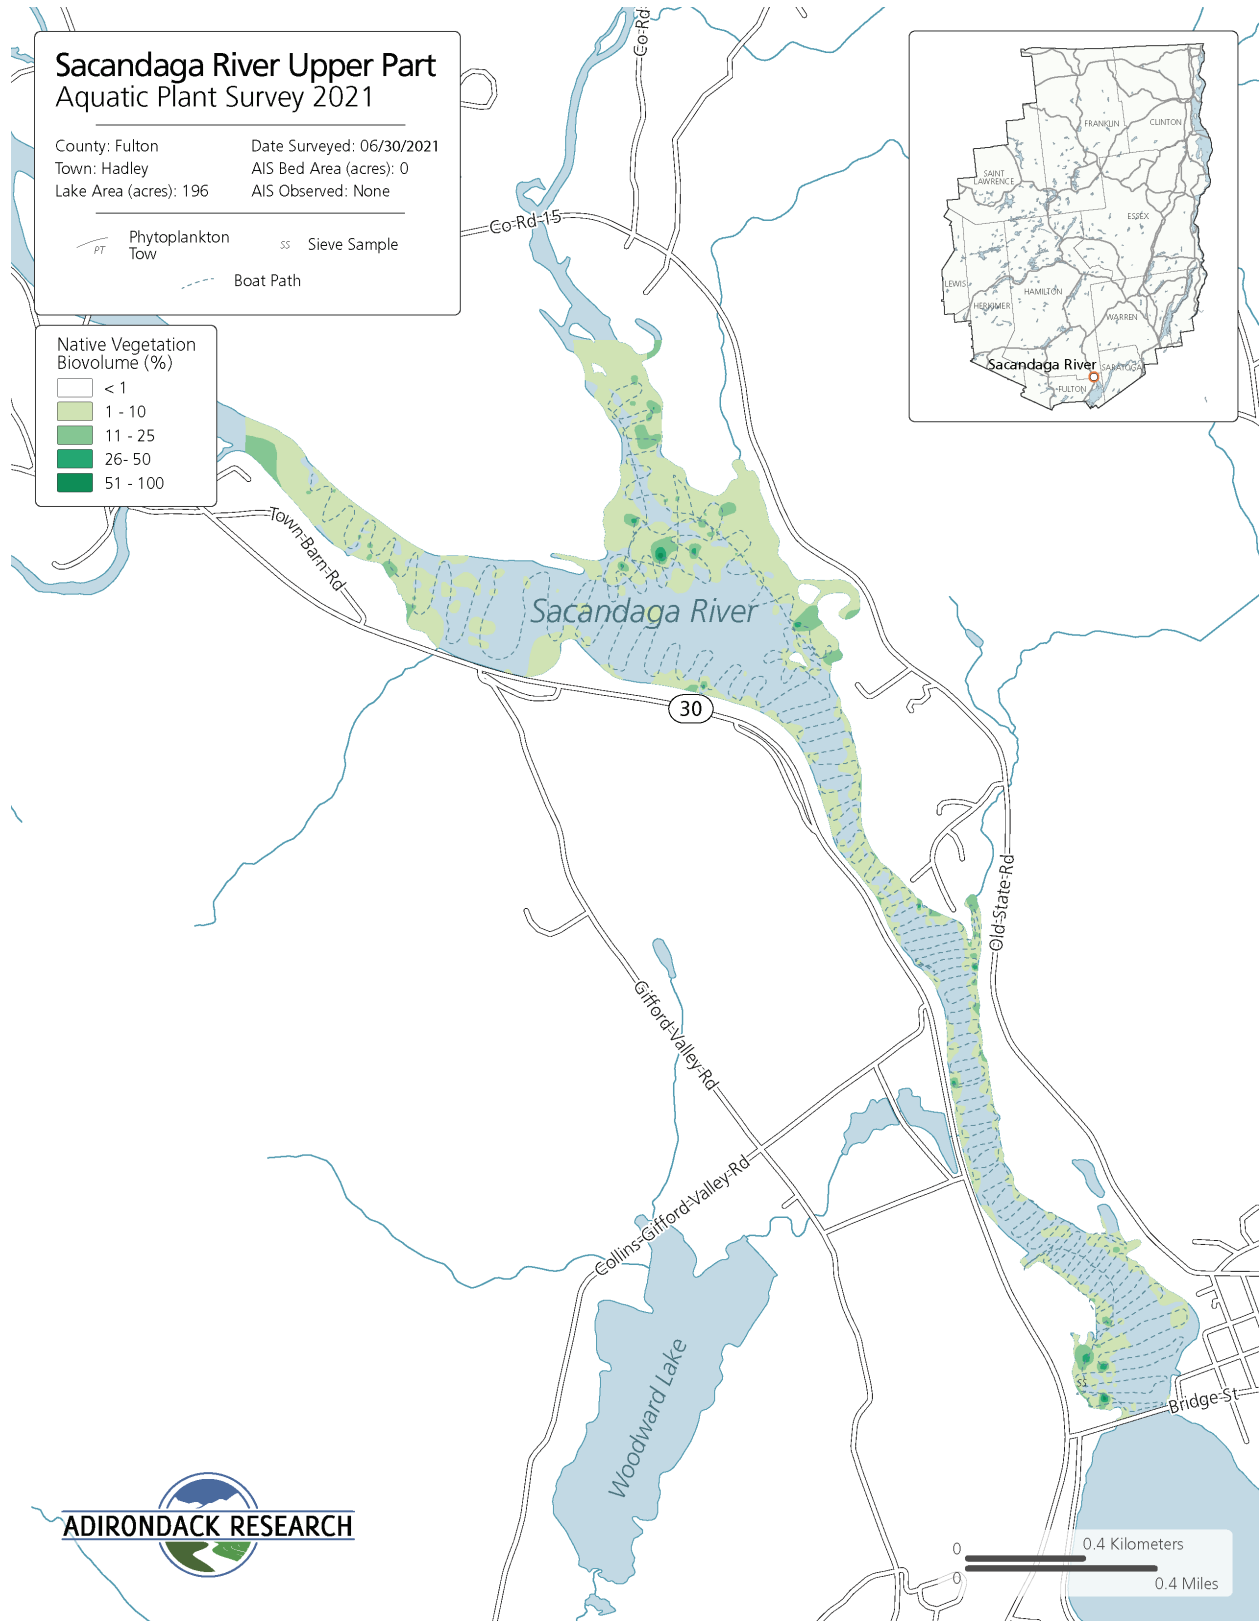 Sacandaga River Upper Part
Aquatic Plant Survey 2021
County: Fulton
Date Surveyed: 06/30/2021
Town: Hadley
AIS Bed Area (acres): 0
Lake Area (acres): 196
AIS Observed: None
PT
Phytoplankton
Tow
SS
Sieve Sample
Boat Path
Native Vegetation
Biovolume (%)
< 1
1 - 10
11 - 25
26- 50
51 - 100
FRANKLIN
CLINTON
SAINT
LAWRENCE
ESSEX
LEWIS
HERKIMER
HAMILTON
WARREN
Sacandaga River
SARATOGA
FULTON
Co-Rd-
Co-Rd-15
Town-Barn-Rd
Sacandaga River
30
Old-State-Rd
Gifford-Valley-Rd
Collins-Gifford-Valley-Rd
Woodward Lake
SS
Bridge-St
ADIRONDACK RESEARCH
0
0.4 Kilometers
0
0.4 Miles